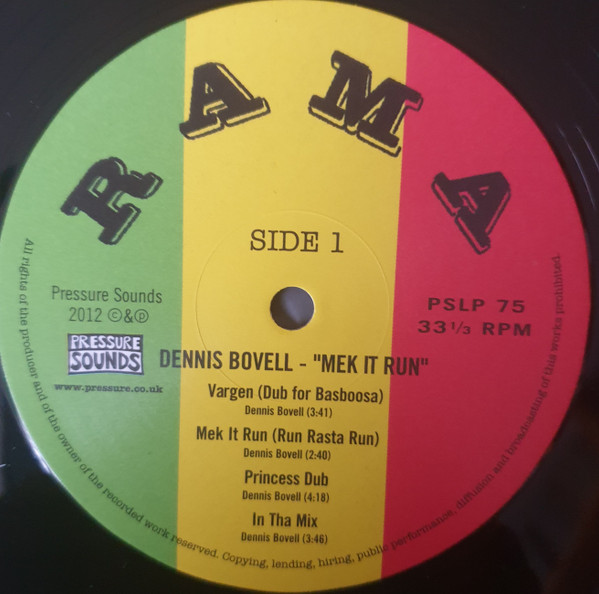 RAMA
SIDE 1
Pressure Sounds
2012 ©&℗
PRESSURE
SOUNDS
www.pressure.co.uk
PSLP 75
33 1/3 RPM
DENNIS BOVELL - "MEK IT RUN"
Vargen (Dub for Basboosa)
Dennis Bovell (3:41)
Mek It Run (Run Rasta Run)
Dennis Bovell (2:40)
Princess Dub
Dennis Bovell (4:18)
In Tha Mix
Dennis Bovell (3:46)
All rights of the producer and of the owner of the recorded work reserved. Copying, lending, hiring, public performance, diffusion and broadcasting of this works prohibited.